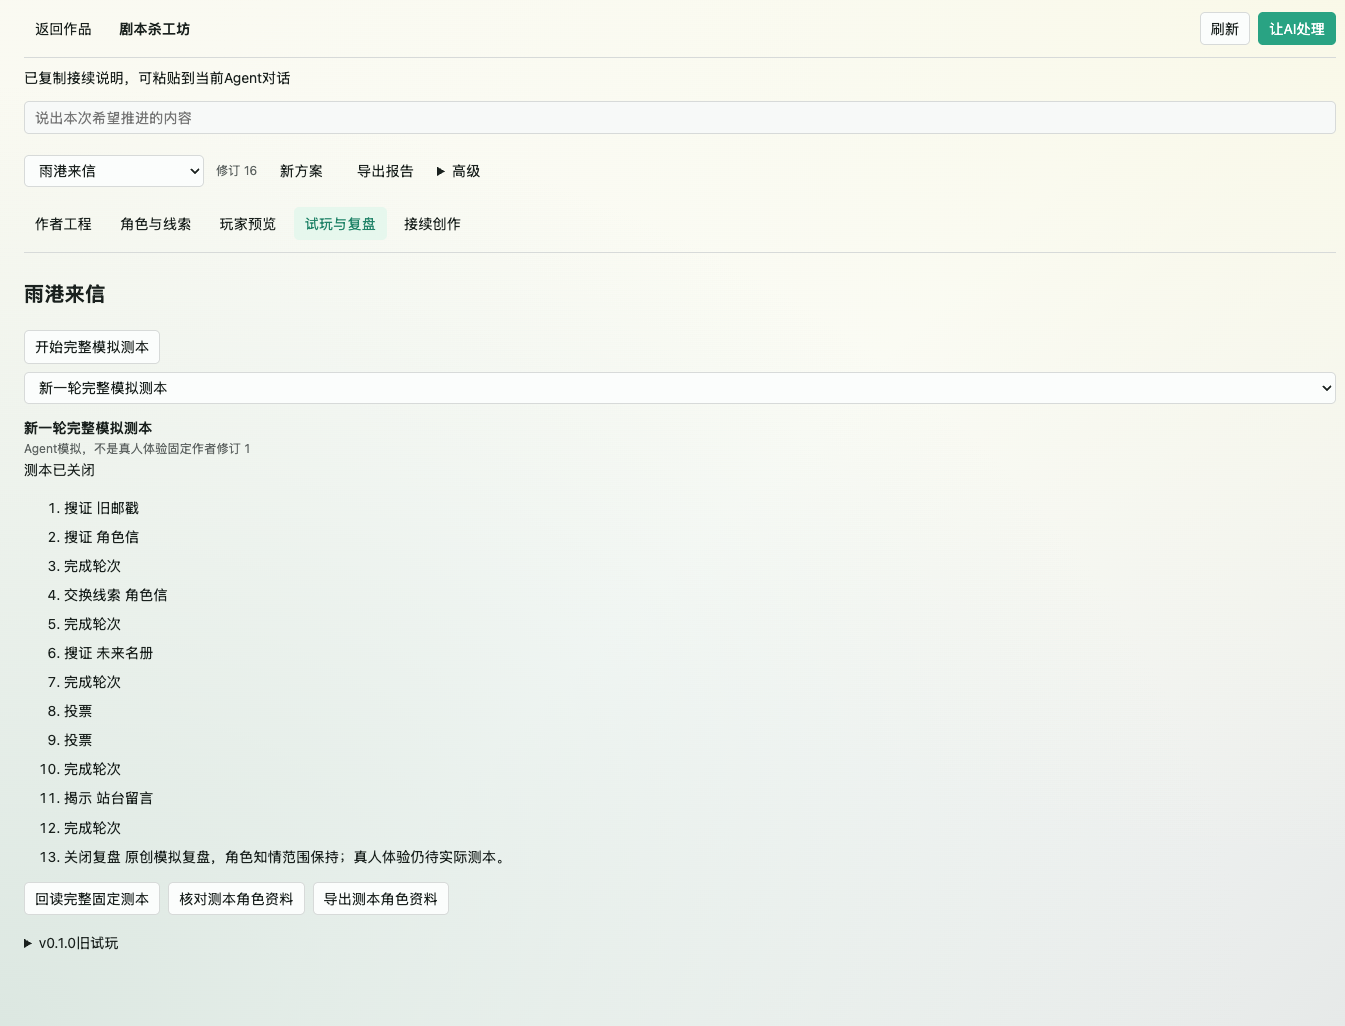 返回作品 剧本杀工坊 刷新 让AI处理
已复制接续说明，可粘贴到当前Agent对话
说出本次希望推进的内容
雨港来信 修订 16 新方案 导出报告 ▶ 高级
作者工程 角色与线索 玩家预览 试玩与复盘 接续创作
雨港来信
开始完整模拟测本
新一轮完整模拟测本
新一轮完整模拟测本
Agent模拟，不是真人体验固定作者修订 1
测本已关闭
1. 搜证 旧邮戳
2. 搜证 角色信
3. 完成轮次
4. 交换线索 角色信
5. 完成轮次
6. 搜证 未来名册
7. 完成轮次
8. 投票
9. 投票
10. 完成轮次
11. 揭示 站台留言
12. 完成轮次
13. 关闭复盘 原创模拟复盘，角色知情范围保持；真人体验仍待实际测本。
回读完整固定测本 核对测本角色资料 导出测本角色资料
▶ v0.1.0旧试玩